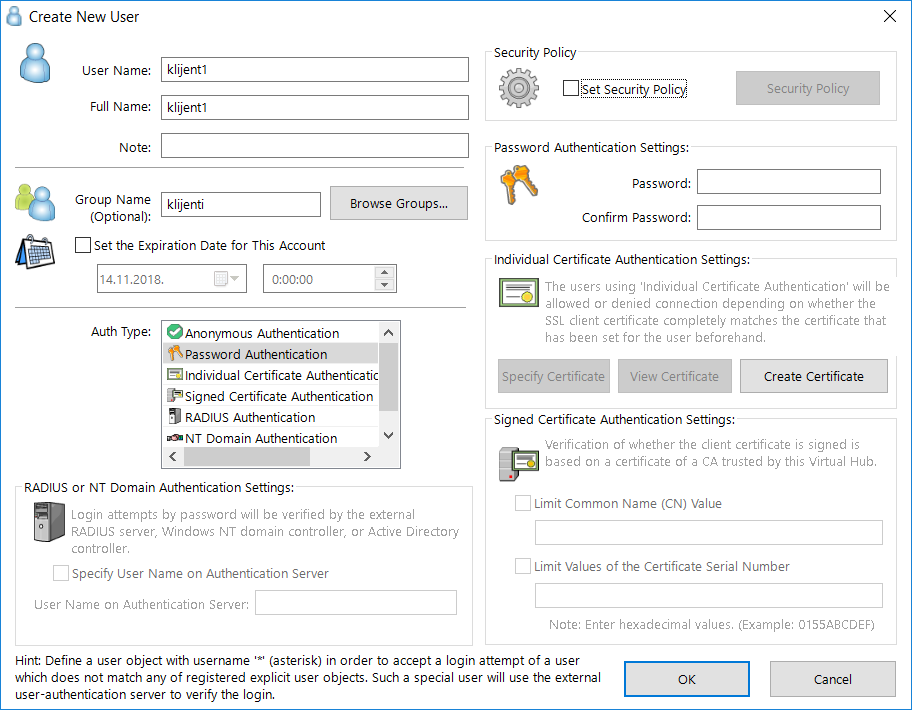 Create New User
User Name:
klijent1
Full Name:
klijent1
Note:
Group Name
(Optional):
klijenti
Browse Groups...
Set the Expiration Date for This Account
14.11.2018.
0:00:00
Auth Type:
Anonymous Authentication
Password Authentication
Individual Certificate Authenticatic
Signed Certificate Authentication
RADIUS Authentication
NT Domain Authentication
RADIUS or NT Domain Authentication Settings:
Login attempts by password will be verified by the external
RADIUS server, Windows NT domain controller, or Active Directory
controller.
Specify User Name on Authentication Server
User Name on Authentication Server:
Security Policy
Set Security Policy
Security Policy
Password Authentication Settings:
Password:
Confirm Password:
Individual Certificate Authentication Settings:
The users using 'Individual Certificate Authentication' will be
allowed or denied connection depending on whether the
SSL client certificate completely matches the certificate that
has been set for the user beforehand.
Specify Certificate
View Certificate
Create Certificate
Signed Certificate Authentication Settings:
Verification of whether the client certificate is signed is
based on a certificate of a CA trusted by this Virtual Hub.
Limit Common Name (CN) Value
Limit Values of the Certificate Serial Number
Note: Enter hexadecimal values. (Example: 0155ABCDEF)
Hint: Define a user object with username '*' (asterisk) in order to accept a login attempt of a user
which does not match any of registered explicit user objects. Such a special user will use the external
user-authentication server to verify the login.
OK
Cancel